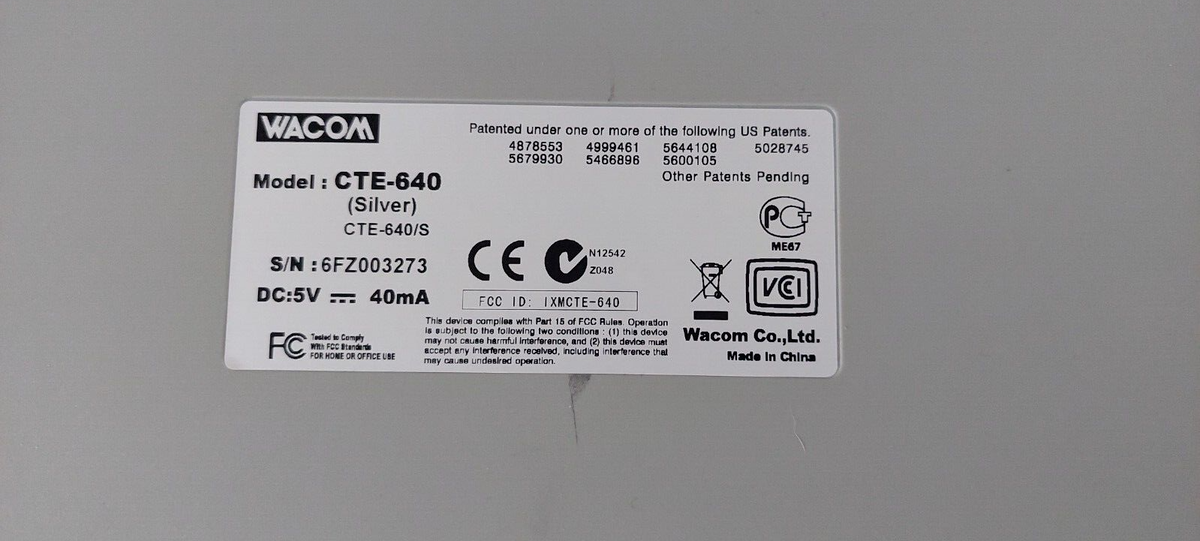 WACOM
Model : CTE-640
(Silver)
CTE-640/S
S/N : 6FZ003273
DC:5V 40mA
FC Tested to Comply
With FCC Standards
FOR HOME OR OFFICE USE
Patented under one or more of the following US Patents.
4878553 4999461 5644108 5028745
5679930 5466896 5600105
Other Patents Pending
CE
N12542
Z048
FCC ID: IXMCTE-640
This device complies with Part 15 of FCC Rules. Operation
is subject to the following two conditions : (1) this device
may not cause harmful interference, and (2) this device must
accept any interference received, including interference that
may cause undesired operation.
PCT
ME67
VCCI
Wacom Co.,Ltd.
Made in China